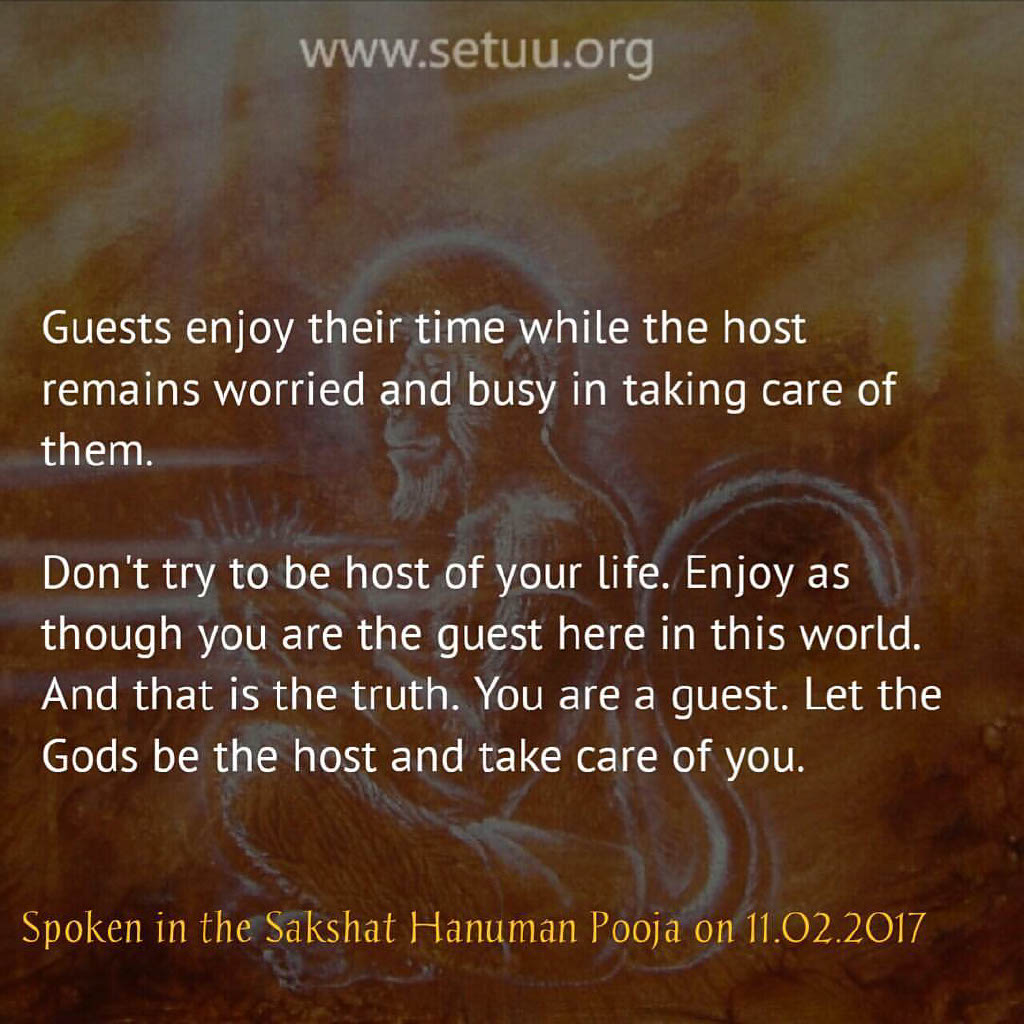 www.setuu.org
Guests enjoy their time while the host
remains worried and busy in taking care of
them.
Don't try to be host of your life. Enjoy as
though you are the guest here in this world.
And that is the truth. You are a guest. Let the
Gods be the host and take care of you.
Spoken in the Sakshat Hanuman Pooja on 11.02.2017